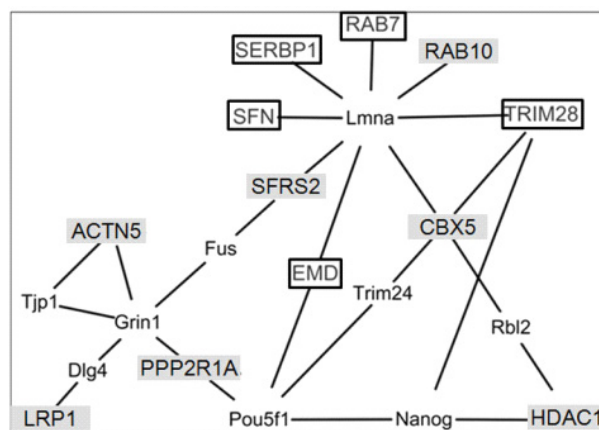 RAB7
SERBP1
RAB10
SFN
Lmna
TRIM28
SFRS2
ACTN5
CBX5
Fus
EMD
Trim24
Tjp1
Grin1
Rbl2
Dlg4
PPP2R1A
LRP1
Pou5f1
Nanog
HDAC1